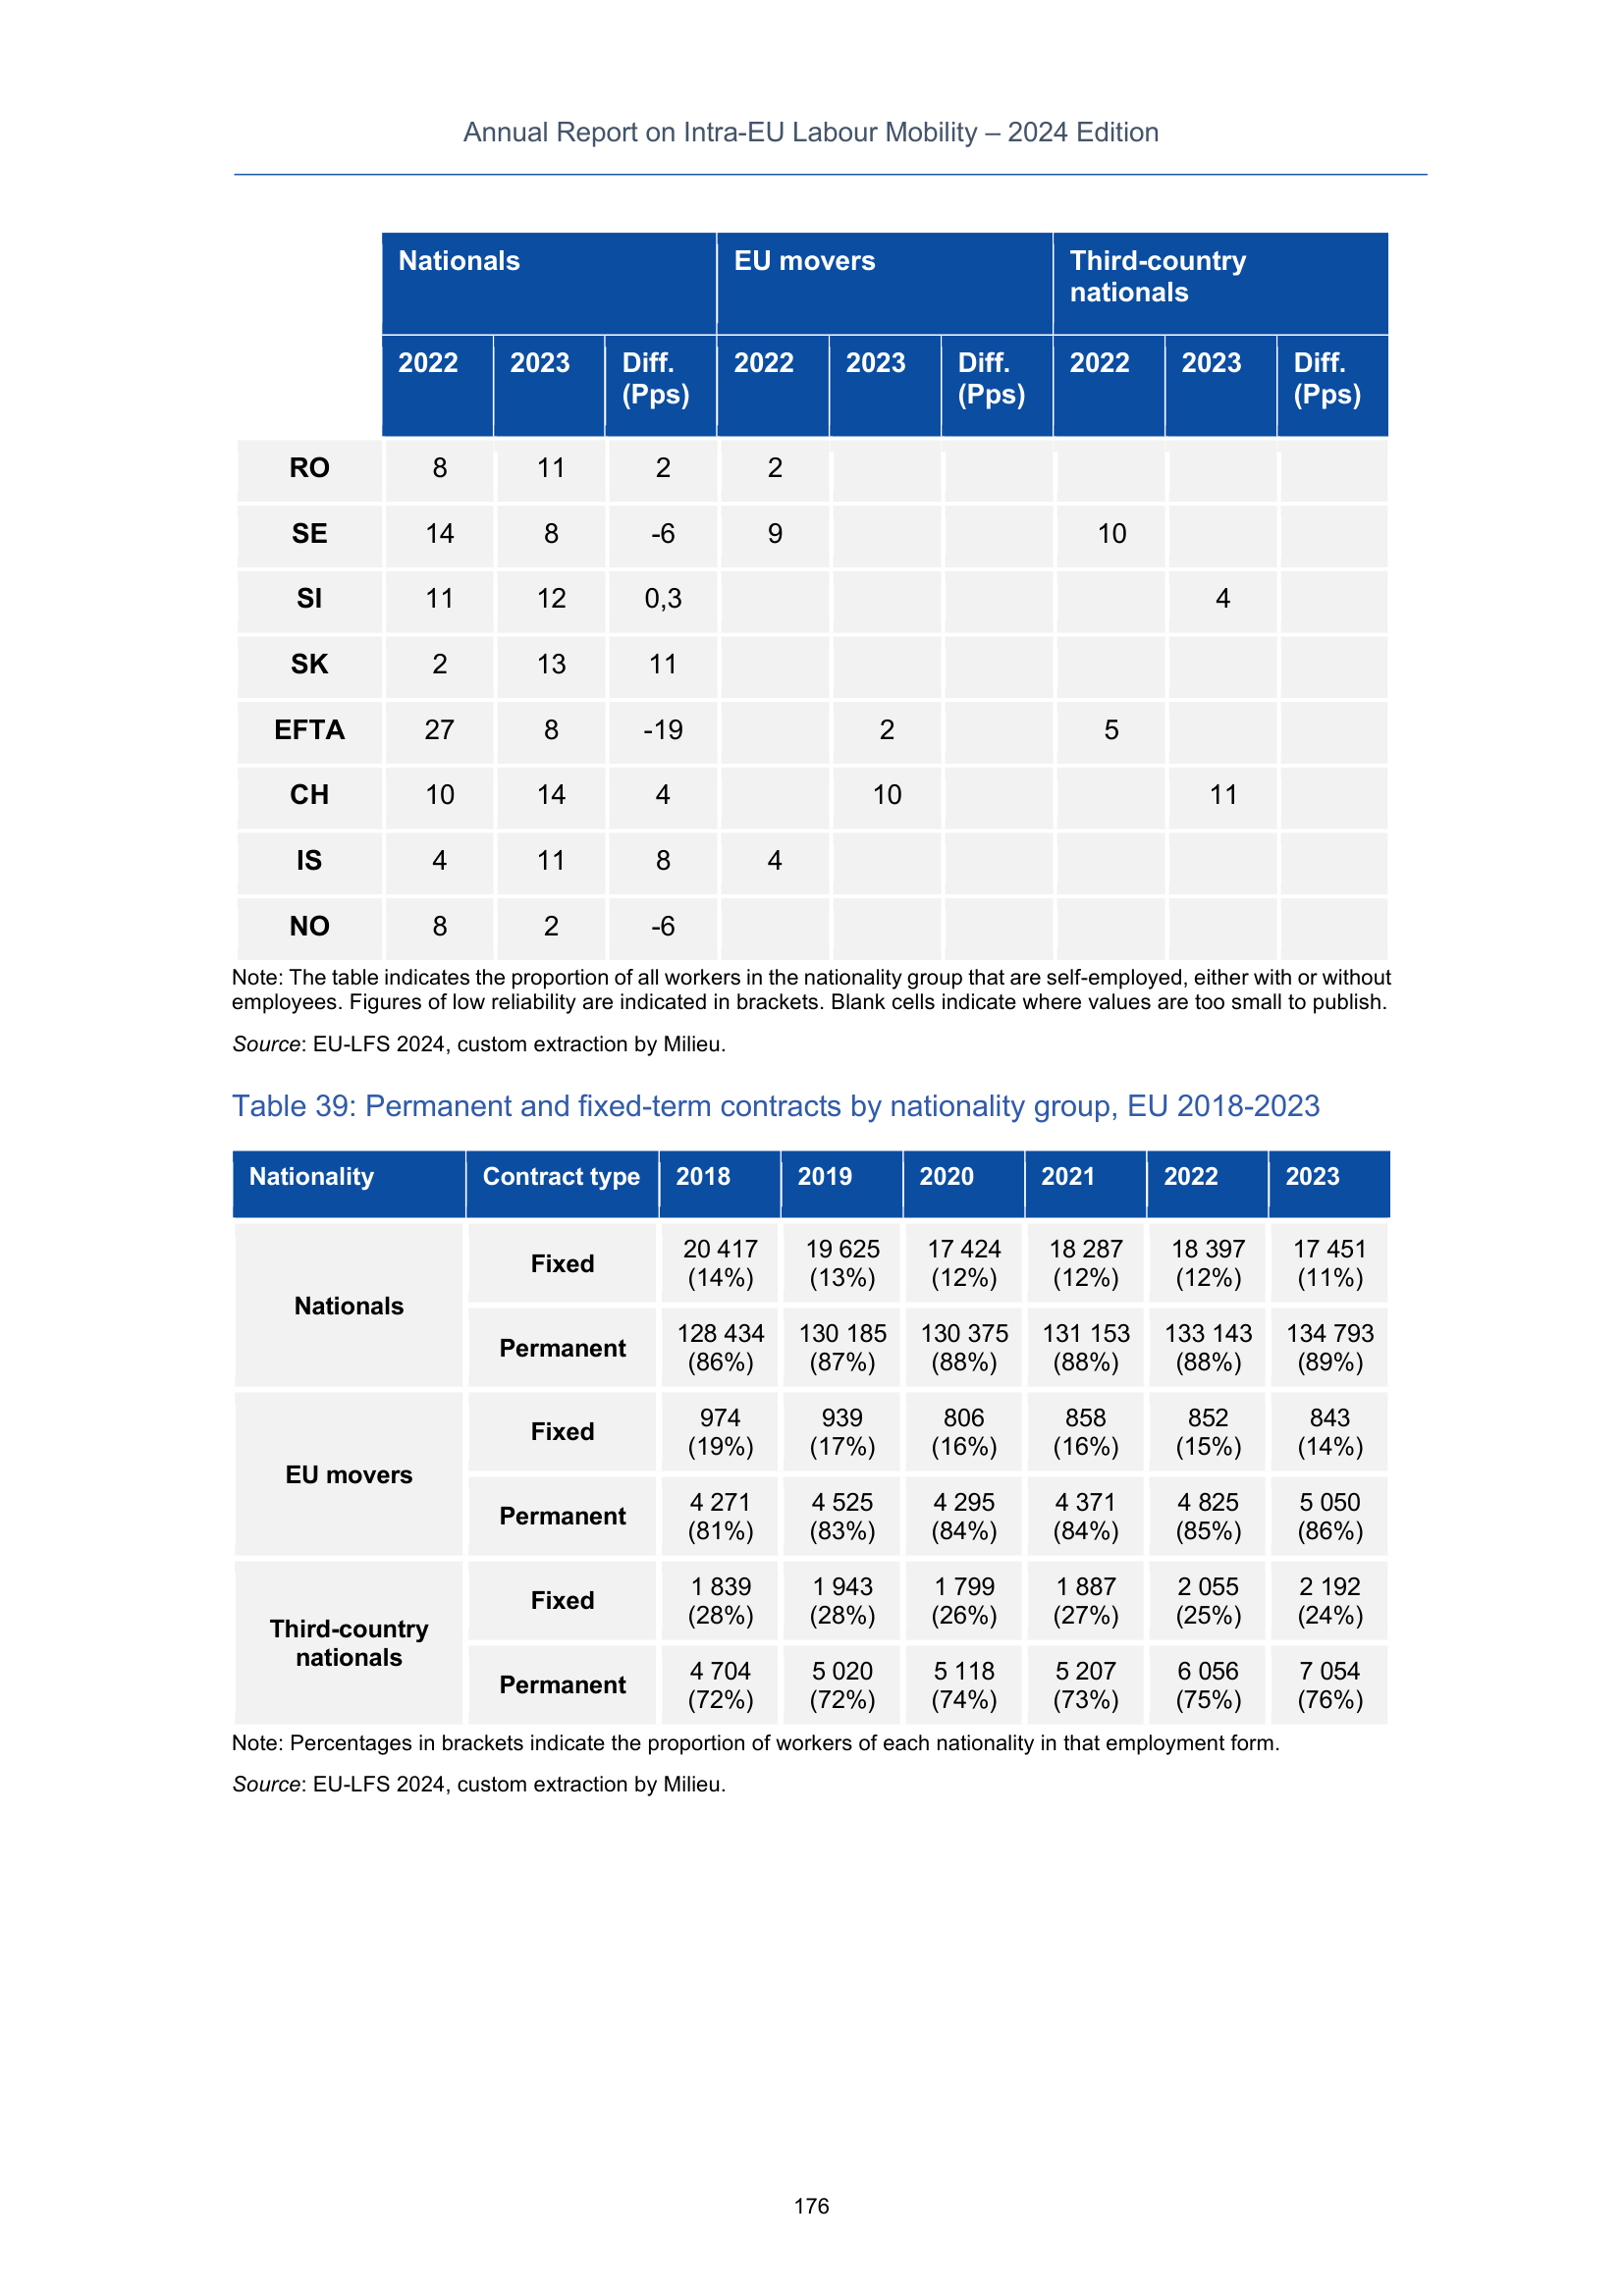 Annual Report on Intra-EU Labour Mobility – 2024 Edition
Nationals EU movers Third-country
nationals
2022 2023 Diff. 2022 2023 Diff. 2022 2023 Diff.
(Pps) (Pps) (Pps)
RO 8 11 2 2
SE 14 8 -6 9 10
SI 11 12 0,3 4
SK 2 13 11
EFTA 27 8 -19 2 5
CH 10 14 4 10 11
IS 4 11 8 4
NO 8 2 -6
Note: The table indicates the proportion of all workers in the nationality group that are self-employed, either with or without
employees. Figures of low reliability are indicated in brackets. Blank cells indicate where values are too small to publish.
Source: EU-LFS 2024, custom extraction by Milieu.
Table 39: Permanent and fixed-term contracts by nationality group, EU 2018-2023
Nationality Contract type 2018 2019 2020 2021 2022 2023
Nationals
Fixed
20 417 19 625 17 424 18 287 18 397 17 451
(14%) (13%) (12%) (12%) (12%) (11%)
Permanent
128 434 130 185 130 375 131 153 133 143 134 793
(86%) (87%) (88%) (88%) (88%) (89%)
EU movers
Fixed
974 939 806 858 852 843
(19%) (17%) (16%) (16%) (15%) (14%)
Permanent
4 271 4 525 4 295 4 371 4 825 5 050
(81%) (83%) (84%) (84%) (85%) (86%)
Third-country
nationals
Fixed
1 839 1 943 1 799 1 887 2 055 2 192
(28%) (28%) (26%) (27%) (25%) (24%)
Permanent
4 704 5 020 5 118 5 207 6 056 7 054
(72%) (72%) (74%) (73%) (75%) (76%)
Note: Percentages in brackets indicate the proportion of workers of each nationality in that employment form.
Source: EU-LFS 2024, custom extraction by Milieu.
176